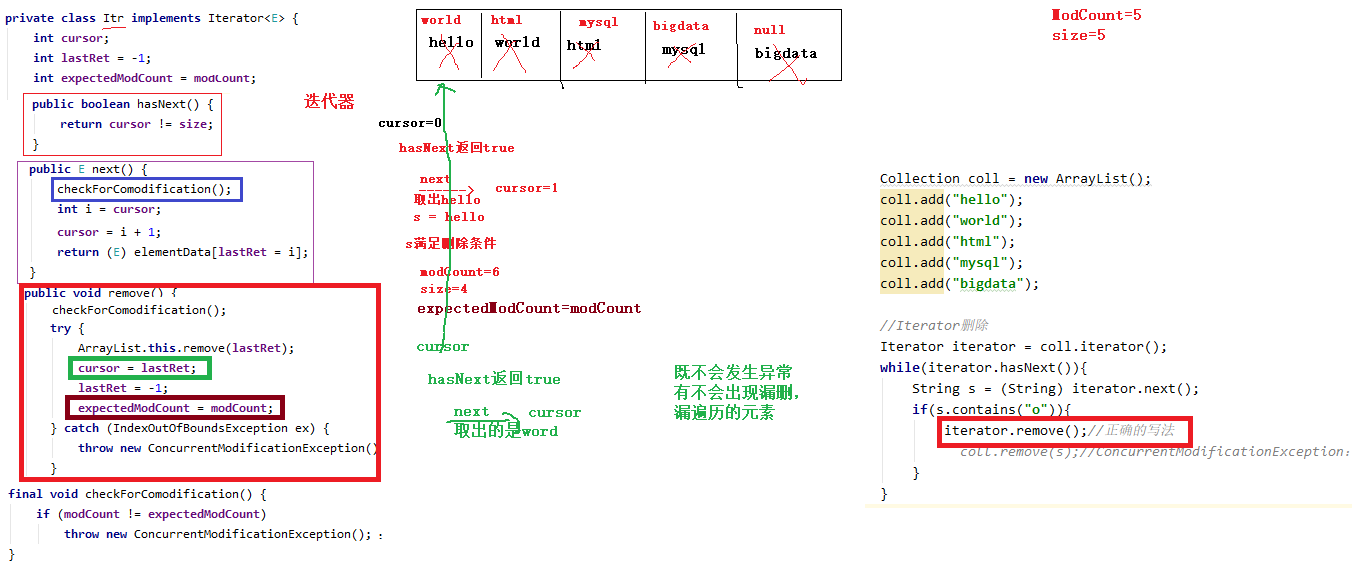 private class Itr implements Iterator<E> {
int cursor;
int lastRet = -1;
int expectedModCount = modCount;
public boolean hasNext() {
return cursor != size;
}
public E next() {
checkForComodification();
int i = cursor;
cursor = i + 1;
return (E) elementData[lastRet = i];
}
public void remove() {
checkForComodification();
try {
ArrayList.this.remove(lastRet);
cursor = lastRet;
lastRet = -1;
expectedModCount = modCount;
} catch (IndexOutOfBoundsException ex) {
throw new ConcurrentModificationException()
}
final void checkForComodification() {
if (modCount != expectedModCount)
throw new ConcurrentModificationException();;
}
迭代器
world html mysql bigdata null
hello world html mysql bigdata
cursor=0
hasNext返回true
next
------> cursor=1
取出hello
s = hello
s满足删除条件
modCount=6
size=4
expectedModCount=modCount
cursor
hasNext返回true
next cursor
取出的是word
既不会发生异常
有不会出现漏删,
漏遍历的元素
ModCount=5
size=5
Collection coll = new ArrayList();
coll.add("hello");
coll.add("world");
coll.add("html");
coll.add("mysql");
coll.add("bigdata");
//Iterator删除
Iterator iterator = coll.iterator();
while(iterator.hasNext()){
String s = (String) iterator.next();
if(s.contains("o")){
iterator.remove();//正确的写法
coll.remove(s);//ConcurrentModificationException:
}
}